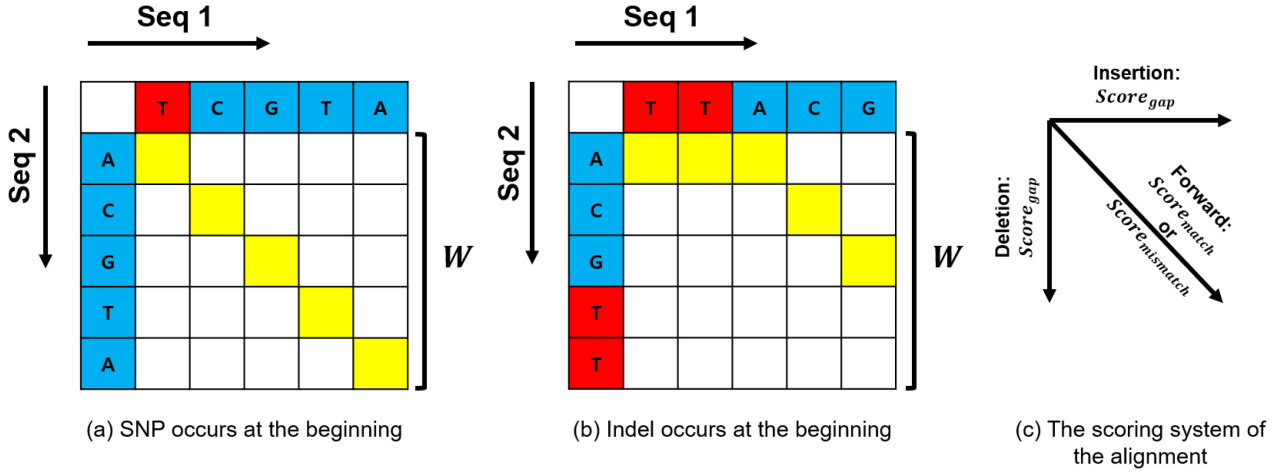 Seq 1
Seq 2
T C G T A
A
C
G
T
A
W
(a) SNP occurs at the beginning
Seq 1
Seq 2
T T A C G
A
C
G
T
T
W
(b) Indel occurs at the beginning
Insertion:
Score_gap
Deletion:
Score_gap
Forward:
Score_match
or
Score_mismatch
(c) The scoring system of
the alignment